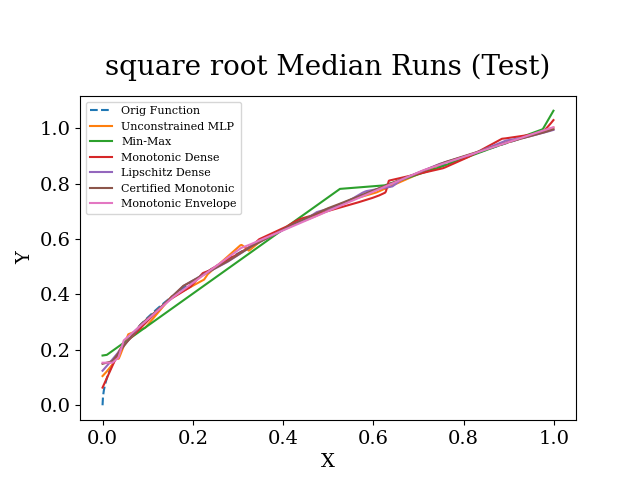 square root Median Runs (Test)
Orig Function
Unconstrained MLP
Min-Max
Monotonic Dense
Lipschitz Dense
Certified Monotonic
Monotonic Envelope
1.0
0.8
0.6
0.4
0.2
0.0
Y
0.0 0.2 0.4 0.6 0.8 1.0
X